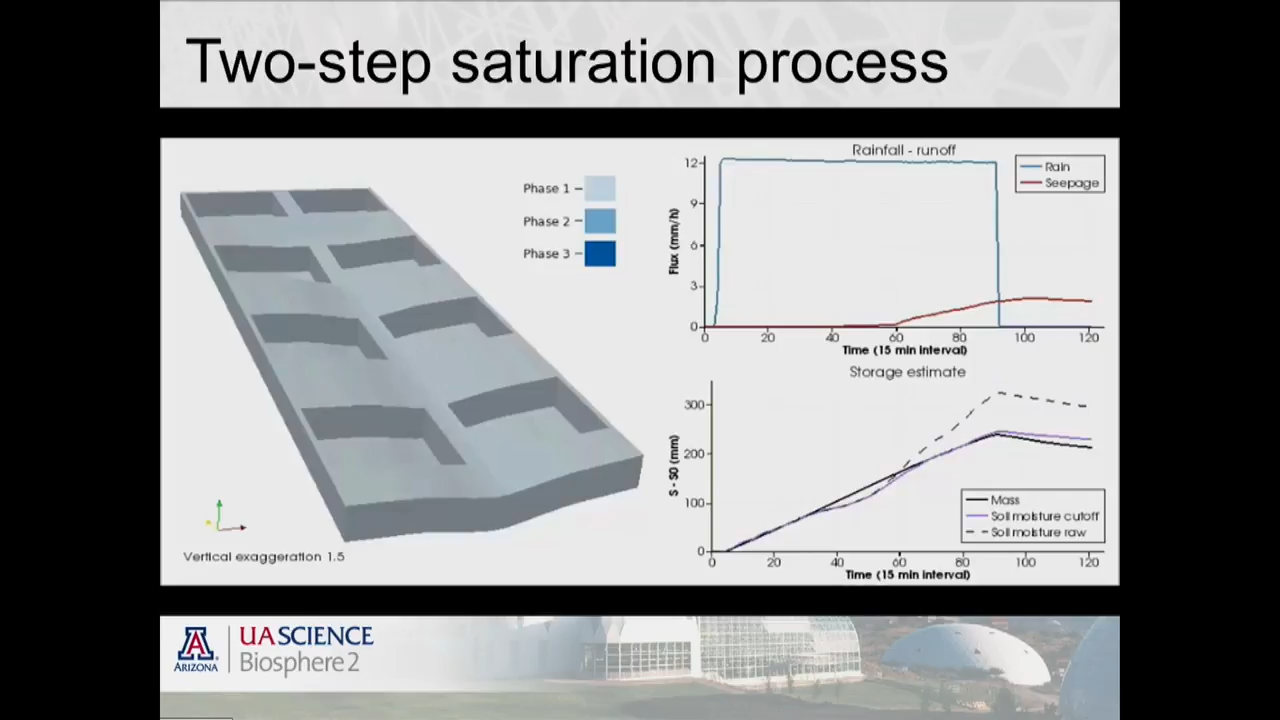 Two-step saturation process
Phase 1
Phase 2
Phase 3
Vertical exaggeration 1.5
Rainfall - runoff
Rain
Seepage
Flux (mm/h)
12
9
6
3
0
0 20 40 60 80 100 120
Time (15 min interval)
Storage estimate
S - S0 (mm)
300
200
100
0
Mass
Soil moisture cutoff
Soil moisture raw
0 20 40 60 80 100 120
Time (15 min interval)
A
ARIZONA
UA SCIENCE
Biosphere 2